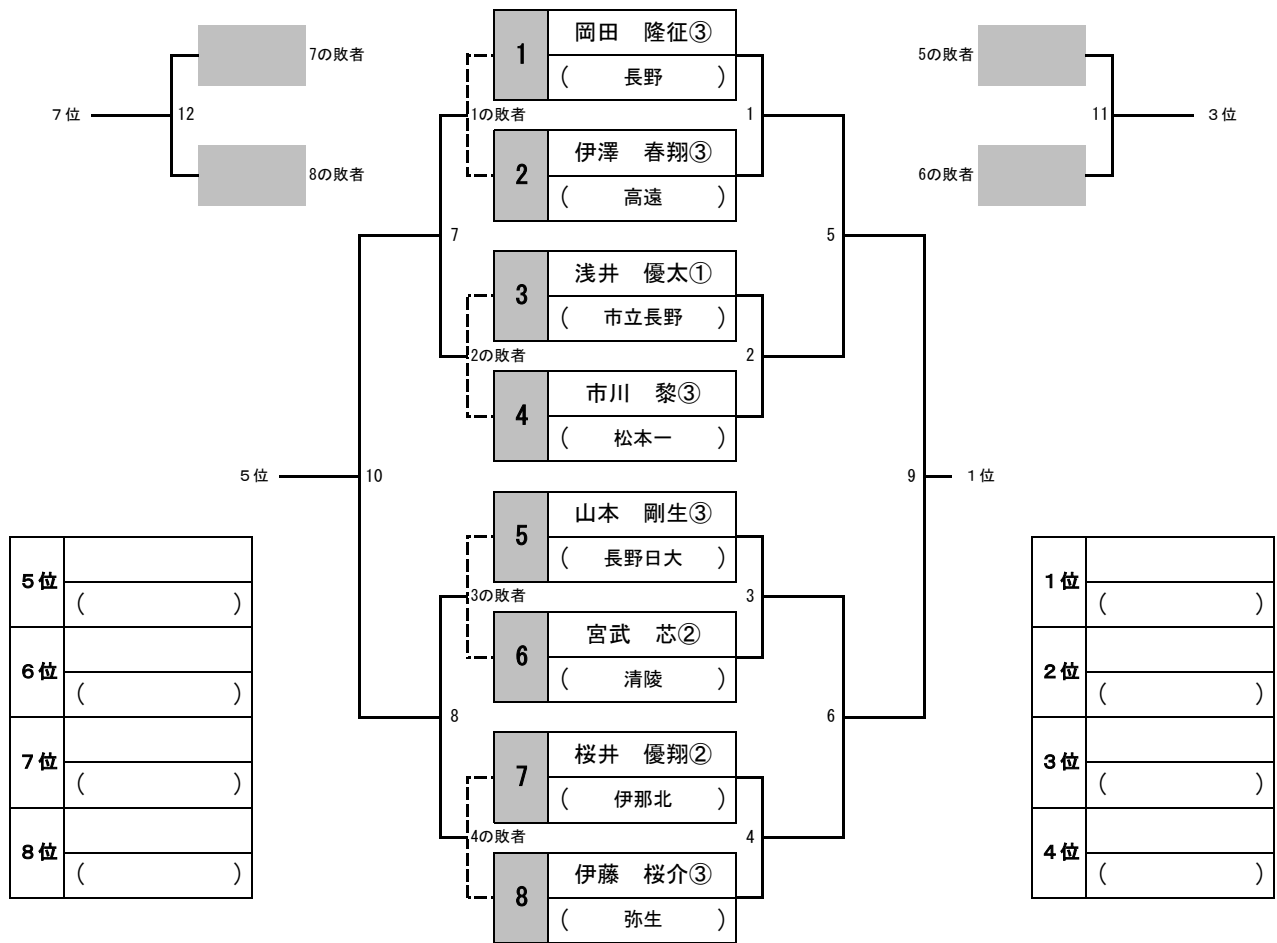 1
岡田　隆征③
(　長野　)
7の敗者
5の敗者
7位
12
1の敗者
1
11
3位
2
伊澤　春翔③
(　高遠　)
8の敗者
6の敗者
7
5
3
浅井　優太①
(　市立長野　)
2の敗者
2
4
市川　黎③
(　松本一　)
5位
10
9
1位
5
山本　剛生③
(　長野日大　)
3の敗者
3
6
宮武　芯②
(　清陵　)
8
6
7
桜井　優翔②
(　伊那北　)
4の敗者
4
8
伊藤　桜介③
(　弥生　)
5位
(　　　)
6位
(　　　)
7位
(　　　)
8位
(　　　)
1位
(　　　)
2位
(　　　)
3位
(　　　)
4位
(　　　)